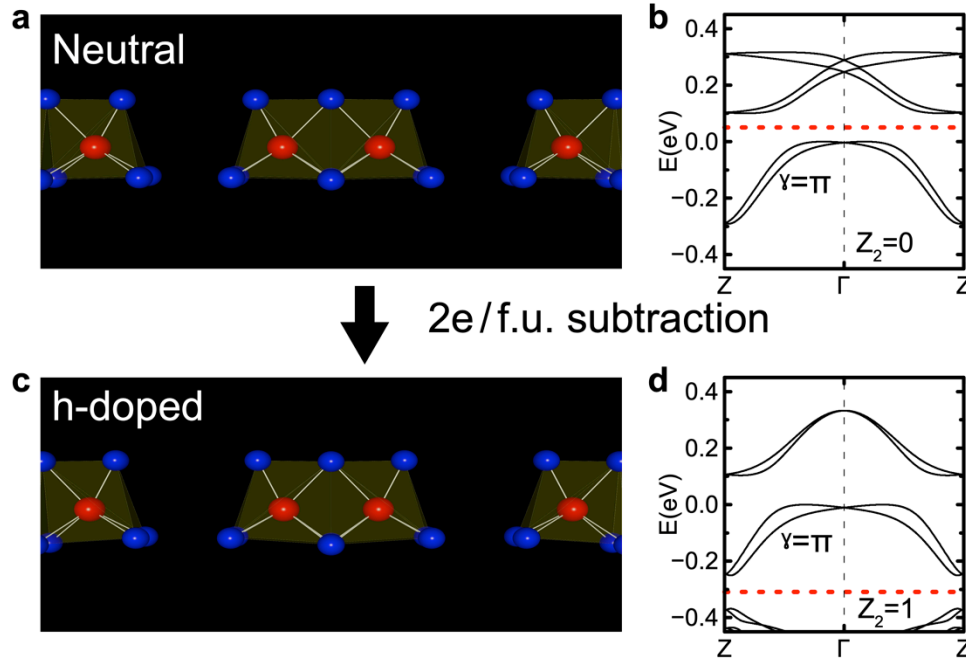 a
Neutral
b
E(eV)
0.4
0.2
0.0
−0.2
−0.4
ɣ=π
Z₂=0
Z Γ Z
2e/f.u. subtraction
c
h-doped
d
E(eV)
0.4
0.2
0.0
−0.2
−0.4
ɣ=π
Z₂=1
Z Γ Z